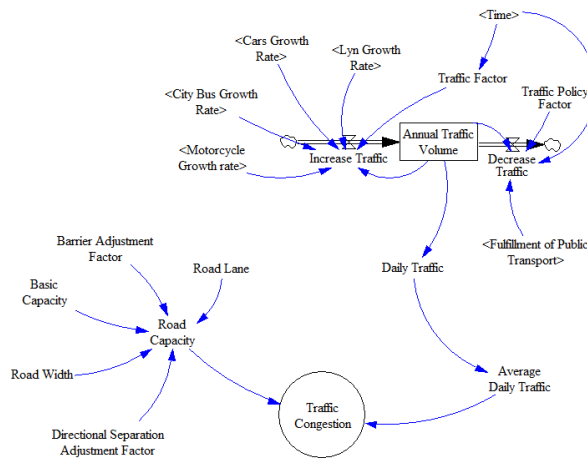 <Time>
<Cars Growth
Rate>
<Lyn Growth
Rate>
Traffic Factor
Traffic Policy
Factor
<City Bus Growth
Rate>
Annual Traffic
Volume
Increase Traffic
Decrease
Traffic
<Motorcycle
Growth rate>
<Fulfillment of Public
Transport>
Barrier Adjustment
Factor
Road Lane
Daily Traffic
Basic
Capacity
Road
Capacity
Road Width
Average
Daily Traffic
Traffic
Congestion
Directional Separation
Adjustment Factor